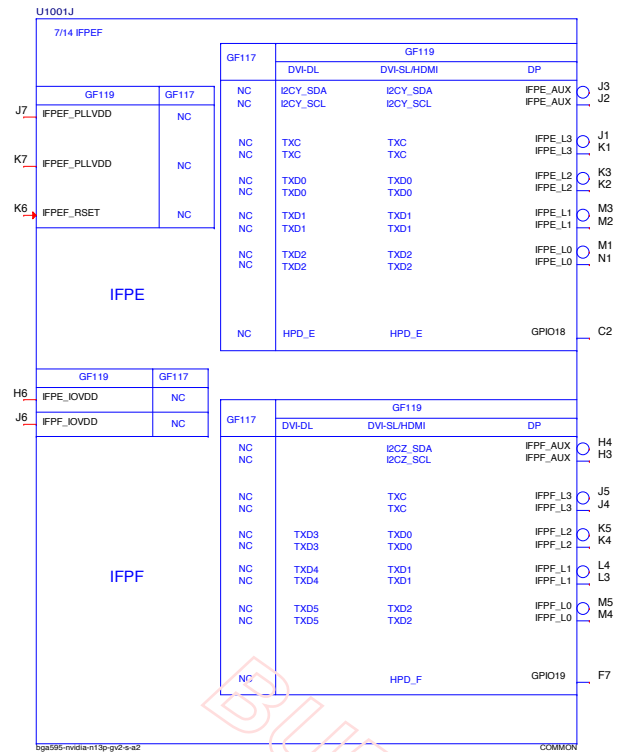 U1001J
7/14 IFPEF
GF117 GF119
DVI-DL DVI-SL/HDMI DP
NC I2CY_SDA I2CY_SDA IFPE_AUX J3
NC I2CY_SCL I2CY_SCL IFPE_AUX J2
NC TXC TXC IFPE_L3 J1
NC TXC TXC IFPE_L3 K1
NC TXD0 TXD0 IFPE_L2 K3
NC TXD0 TXD0 IFPE_L2 K2
NC TXD1 TXD1 IFPE_L1 M3
NC TXD1 TXD1 IFPE_L1 M2
NC TXD2 TXD2 IFPE_L0 M1
NC TXD2 TXD2 IFPE_L0 N1
NC HPD_E HPD_E GPIO18 C2
GF119 GF117
J7 IFPEF_PLLVDD NC
K7 IFPEF_PLLVDD NC
K6 IFPEF_RSET NC
IFPE
GF119 GF117
H6 IFPE_IOVDD NC
J6 IFPF_IOVDD NC
GF117 GF119
DVI-DL DVI-SL/HDMI DP
NC I2CZ_SDA IFPF_AUX H4
NC I2CZ_SCL IFPF_AUX H3
NC TXC IFPF_L3 J5
NC TXC IFPF_L3 J4
NC TXD3 TXD0 IFPF_L2 K5
NC TXD3 TXD0 IFPF_L2 K4
NC TXD4 TXD1 IFPF_L1 L4
NC TXD4 TXD1 IFPF_L1 L3
NC TXD5 TXD2 IFPF_L0 M5
NC TXD5 TXD2 IFPF_L0 M4
NC HPD_F GPIO19 F7
IFPF
bga595-nvidia-n13p-gv2-s-a2 COMMON